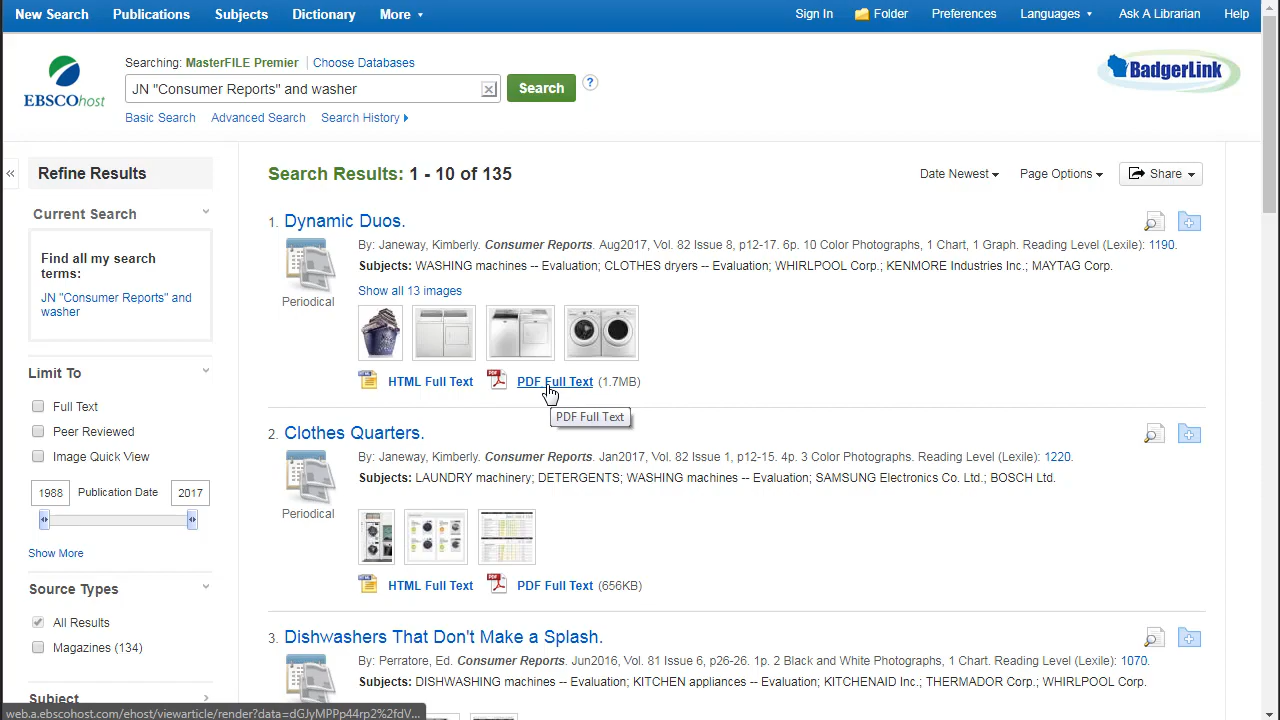 New Search Publications Subjects Dictionary More Sign In Folder Preferences Languages Ask A Librarian Help
Searching: MasterFILE Premier Choose Databases
JN "Consumer Reports" and washer Search ?
EBSCOhost
BadgerLink
Basic Search Advanced Search Search History
« Refine Results
Search Results: 1 - 10 of 135 Date Newest Page Options Share
Current Search
Find all my search
terms:
JN "Consumer Reports" and
washer
Limit To
Full Text
Peer Reviewed
Image Quick View
1988 Publication Date 2017
Show More
Source Types
All Results
Magazines (134)
Subject
1. Dynamic Duos.
By: Janeway, Kimberly. Consumer Reports. Aug2017, Vol. 82 Issue 8, p12-17. 6p. 10 Color Photographs, 1 Chart, 1 Graph. Reading Level (Lexile): 1190.
Subjects: WASHING machines -- Evaluation; CLOTHES dryers -- Evaluation; WHIRLPOOL Corp.; KENMORE Industries Inc.; MAYTAG Corp.
Periodical
Show all 13 images
HTML Full Text PDF Full Text (1.7MB)
PDF Full Text
2. Clothes Quarters.
By: Janeway, Kimberly. Consumer Reports. Jan2017, Vol. 82 Issue 1, p12-15. 4p. 3 Color Photographs. Reading Level (Lexile): 1220.
Subjects: LAUNDRY machinery; DETERGENTS; WASHING machines -- Evaluation; SAMSUNG Electronics Co. Ltd.; BOSCH Ltd.
Periodical
HTML Full Text PDF Full Text (656KB)
3. Dishwashers That Don't Make a Splash.
By: Perratore, Ed. Consumer Reports. Jun2016, Vol. 81 Issue 6, p26-26. 1p. 2 Black and White Photographs, 1 Chart. Reading Level (Lexile): 1070.
Subjects: DISHWASHING machines -- Evaluation; KITCHEN appliances -- Evaluation; KITCHENAID Inc.; THERMADOR Corp.; WHIRLPOOL Corp.
web.a.ebscohost.com/ehost/viewarticle/render?data=dGJyMPPp44rp2%2fdV...